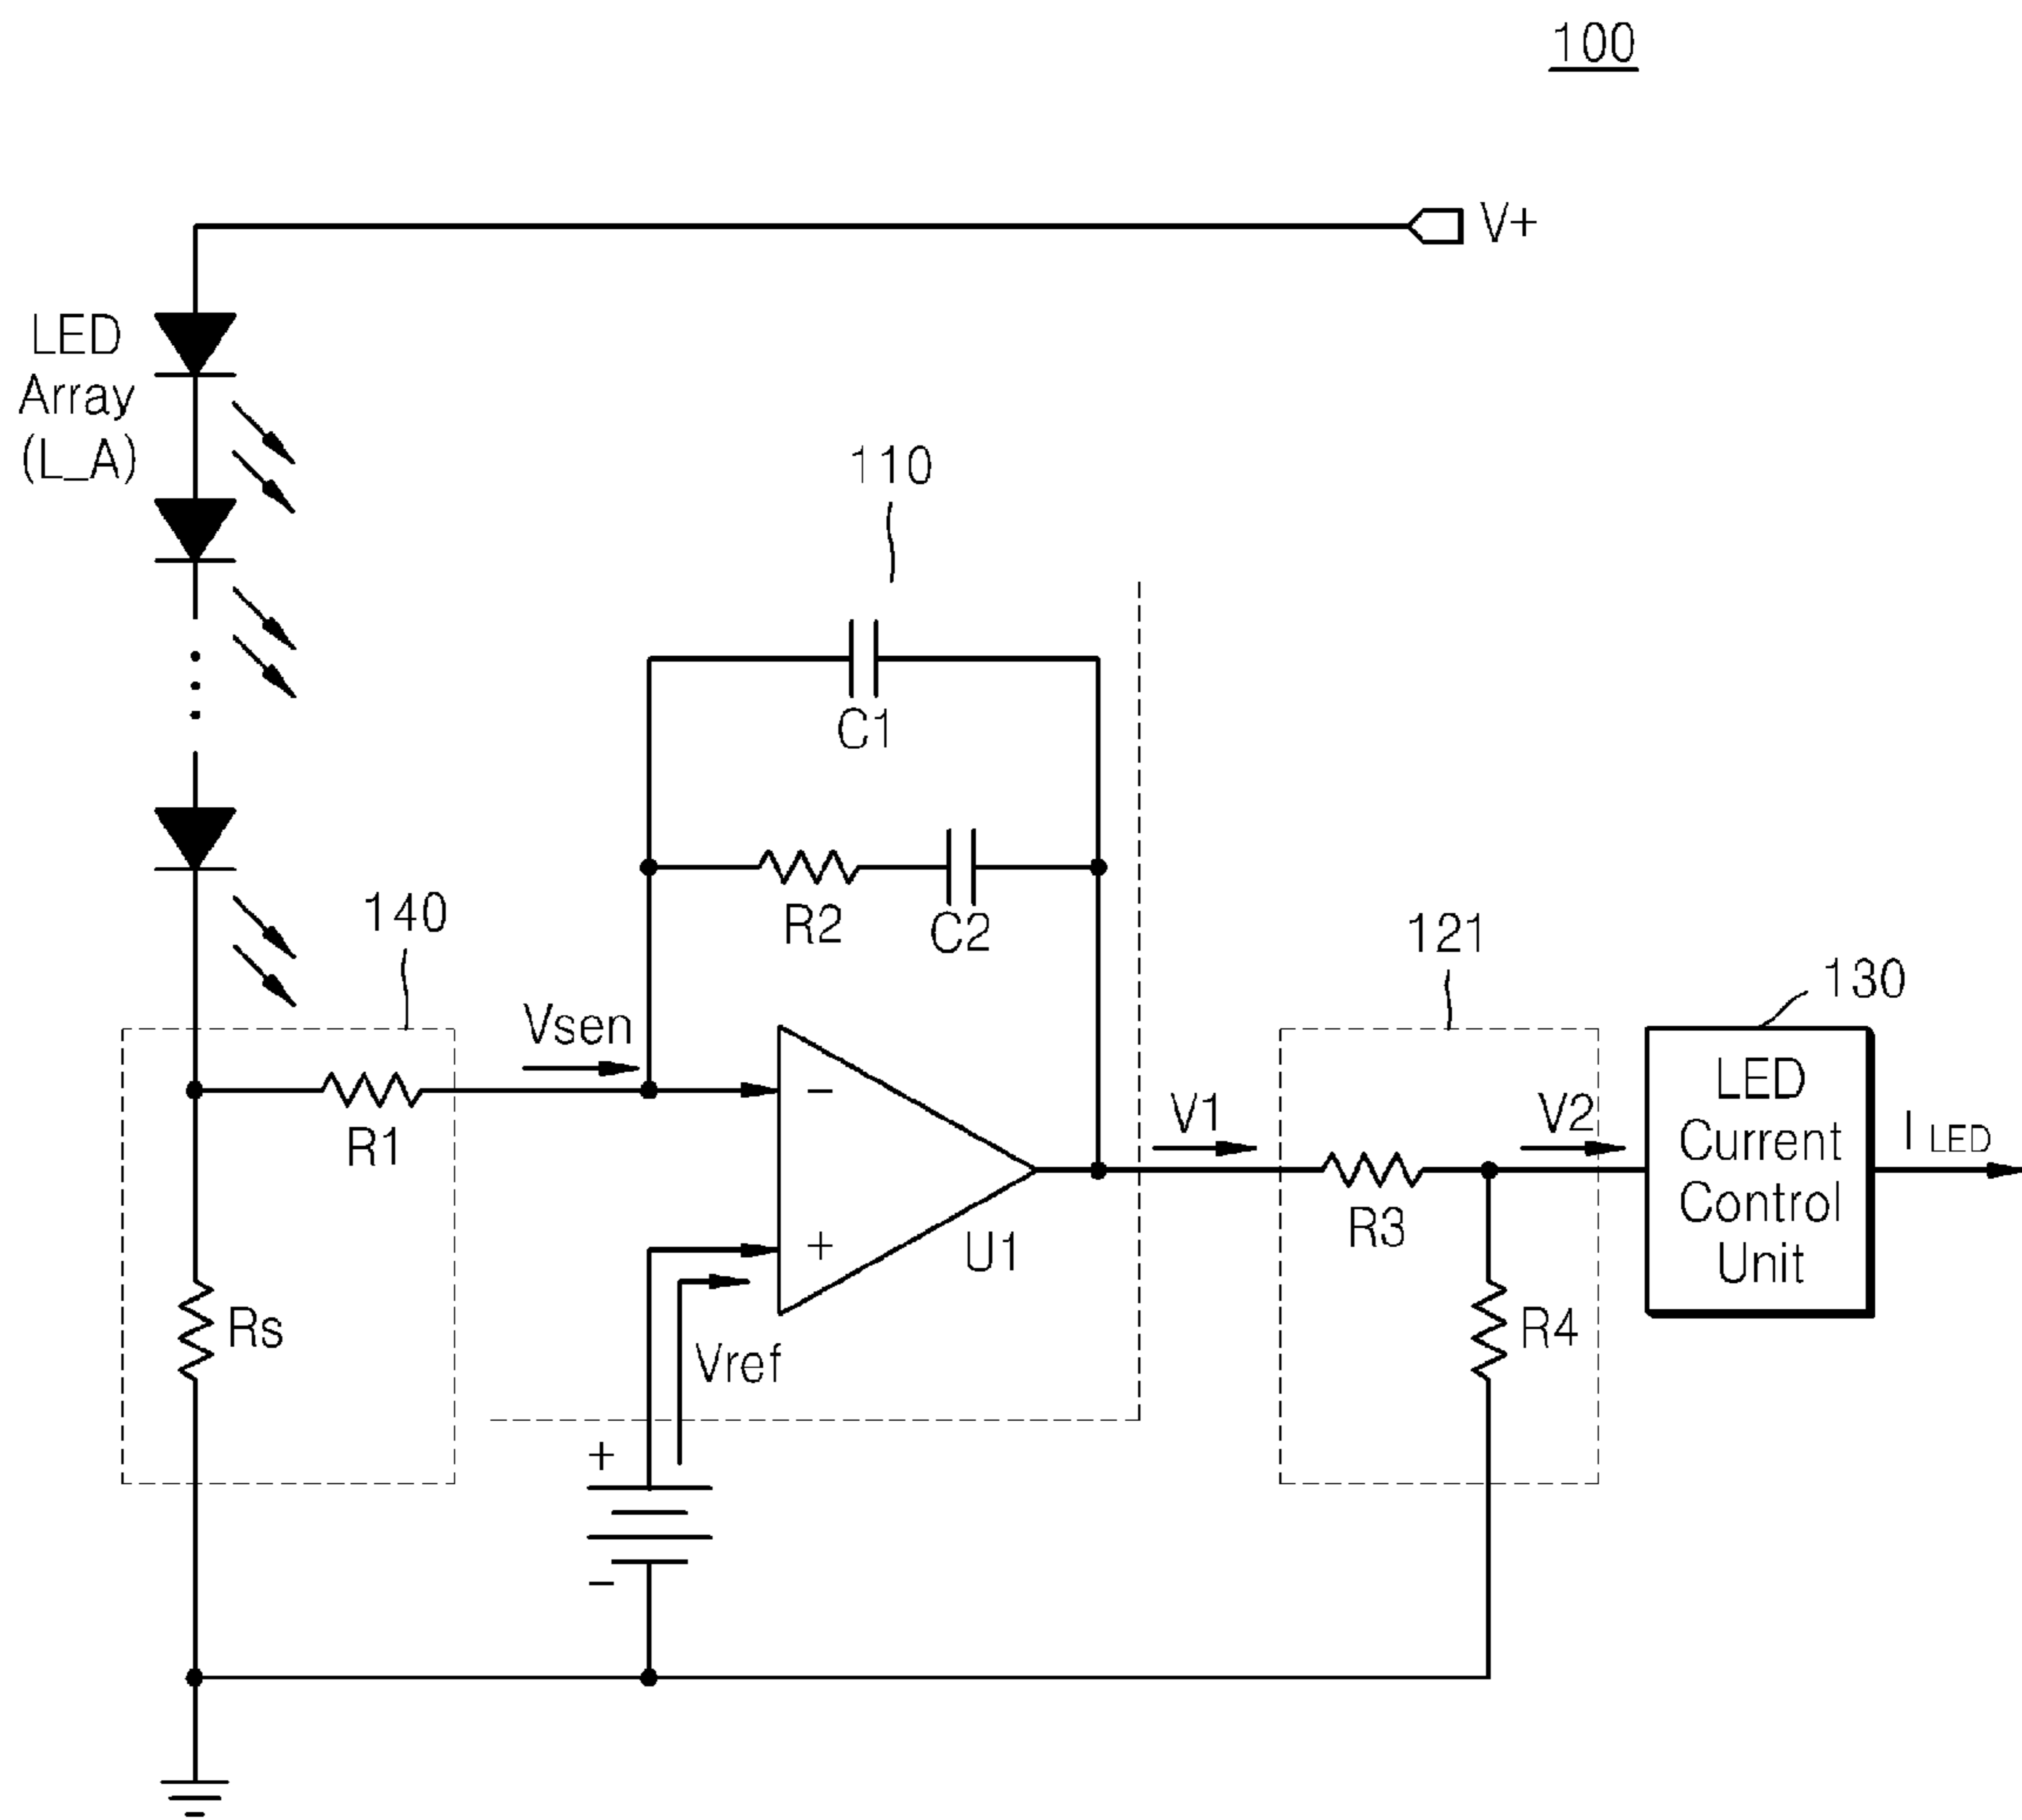 100
V+
LED
Array
(L_A)
110
C1
R2
C2
140
121
130
Vsen
R1
−
+
U1
V1
V2
R3
R4
LED
Current
Control
Unit
I LED
Rs
Vref
+
−